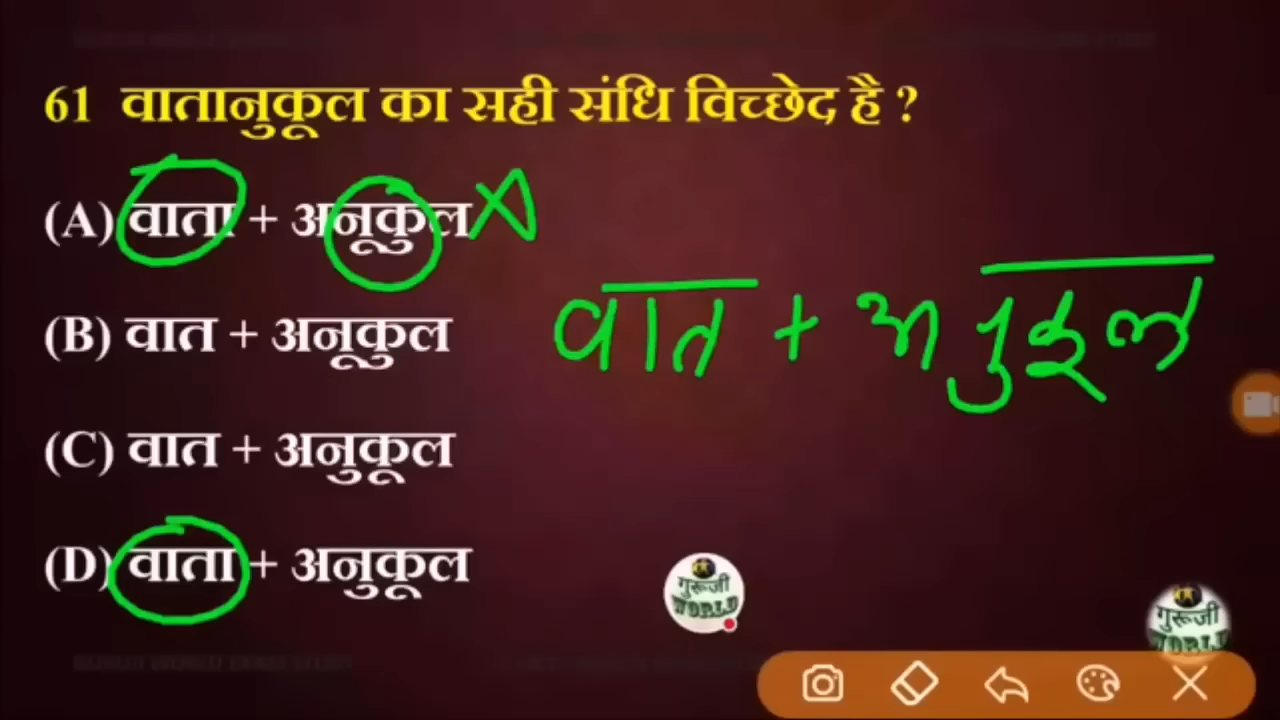 61 वातानुकूल का सही संधि विच्छेद है ?
(A) वाता + अनूकुल
(B) वात + अनूकुल
वात + अनुकूल
(C) वात + अनुकूल
(D) वाता + अनुकूल
गुरूजी
WORLD
गुरूजी
WORLD